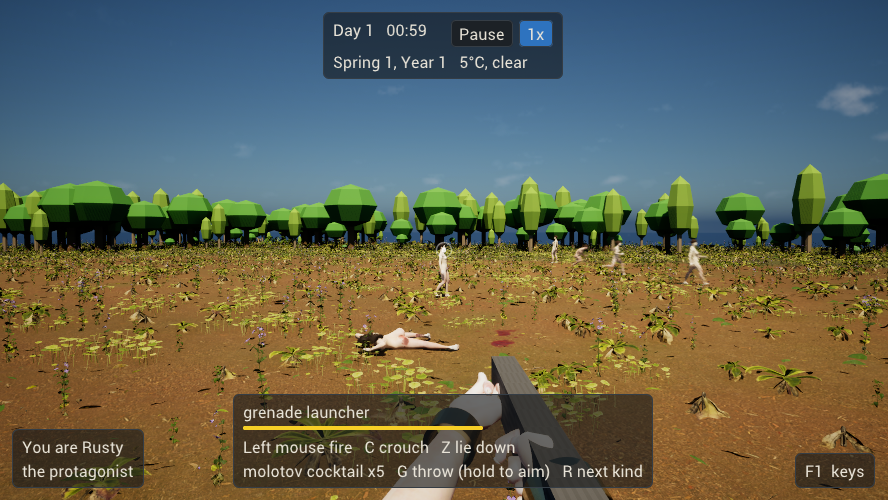 Day 1 00:59 Pause 1x
Spring 1, Year 1 5°C, clear
grenade launcher
Left mouse fire C crouch Z lie down
molotov cocktail x5 G throw (hold to aim) R next kind
You are Rusty
the protagonist
F1 keys